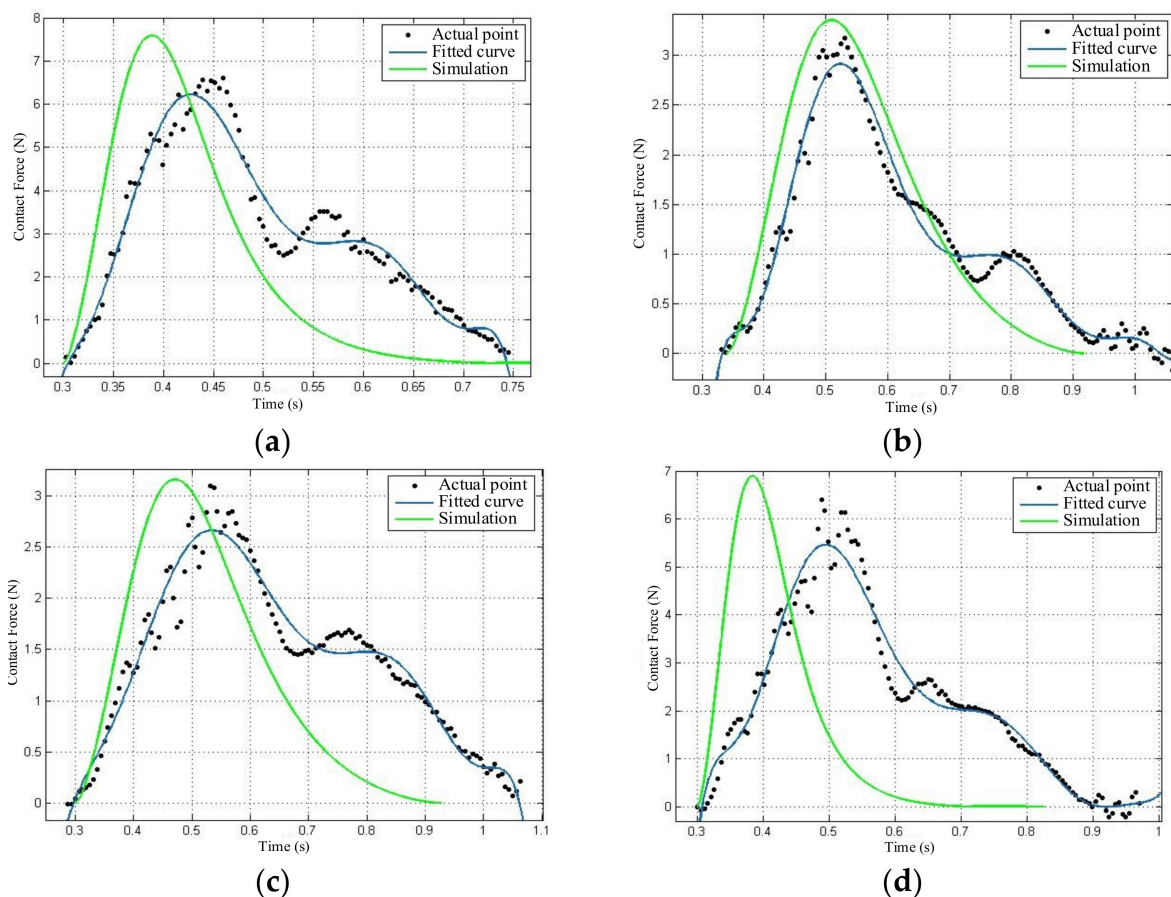 8
7
6
5
4
3
2
1
0
Contact Force (N)
Actual point
Fitted curve
Simulation
0.3 0.35 0.4 0.45 0.5 0.55 0.6 0.65 0.7 0.75
Time (s)
(a)
3
2.5
2
1.5
1
0.5
0
Contact Force (N)
Actual point
Fitted curve
Simulation
0.3 0.4 0.5 0.6 0.7 0.8 0.9 1
Time (s)
(b)
3
2.5
2
1.5
1
0.5
0
Contact Force (N)
Actual point
Fitted curve
Simulation
0.3 0.4 0.5 0.6 0.7 0.8 0.9 1 1.1
Time (s)
(c)
7
6
5
4
3
2
1
0
Contact Force (N)
Actual point
Fitted curve
Simulation
0.3 0.4 0.5 0.6 0.7 0.8 0.9 1
Time (s)
(d)